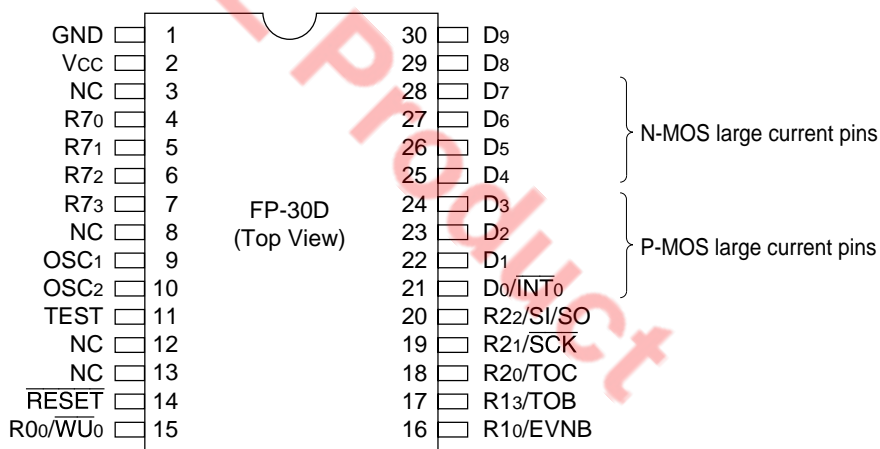 GND 1 30 D9
VCC 2 29 D8
NC 3 28 D7
R70 4 27 D6
R71 5 26 D5
R72 6 25 D4
N-MOS large current pins
R73 7 24 D3
NC 8 23 D2
OSC1 9 22 D1
OSC2 10 21 D0/INT0
P-MOS large current pins
FP-30D
(Top View)
TEST 11 20 R22/SI/SO
NC 12 19 R21/SCK
NC 13 18 R20/TOC
RESET 14 17 R13/TOB
R00/WU0 15 16 R10/EVNB
Product